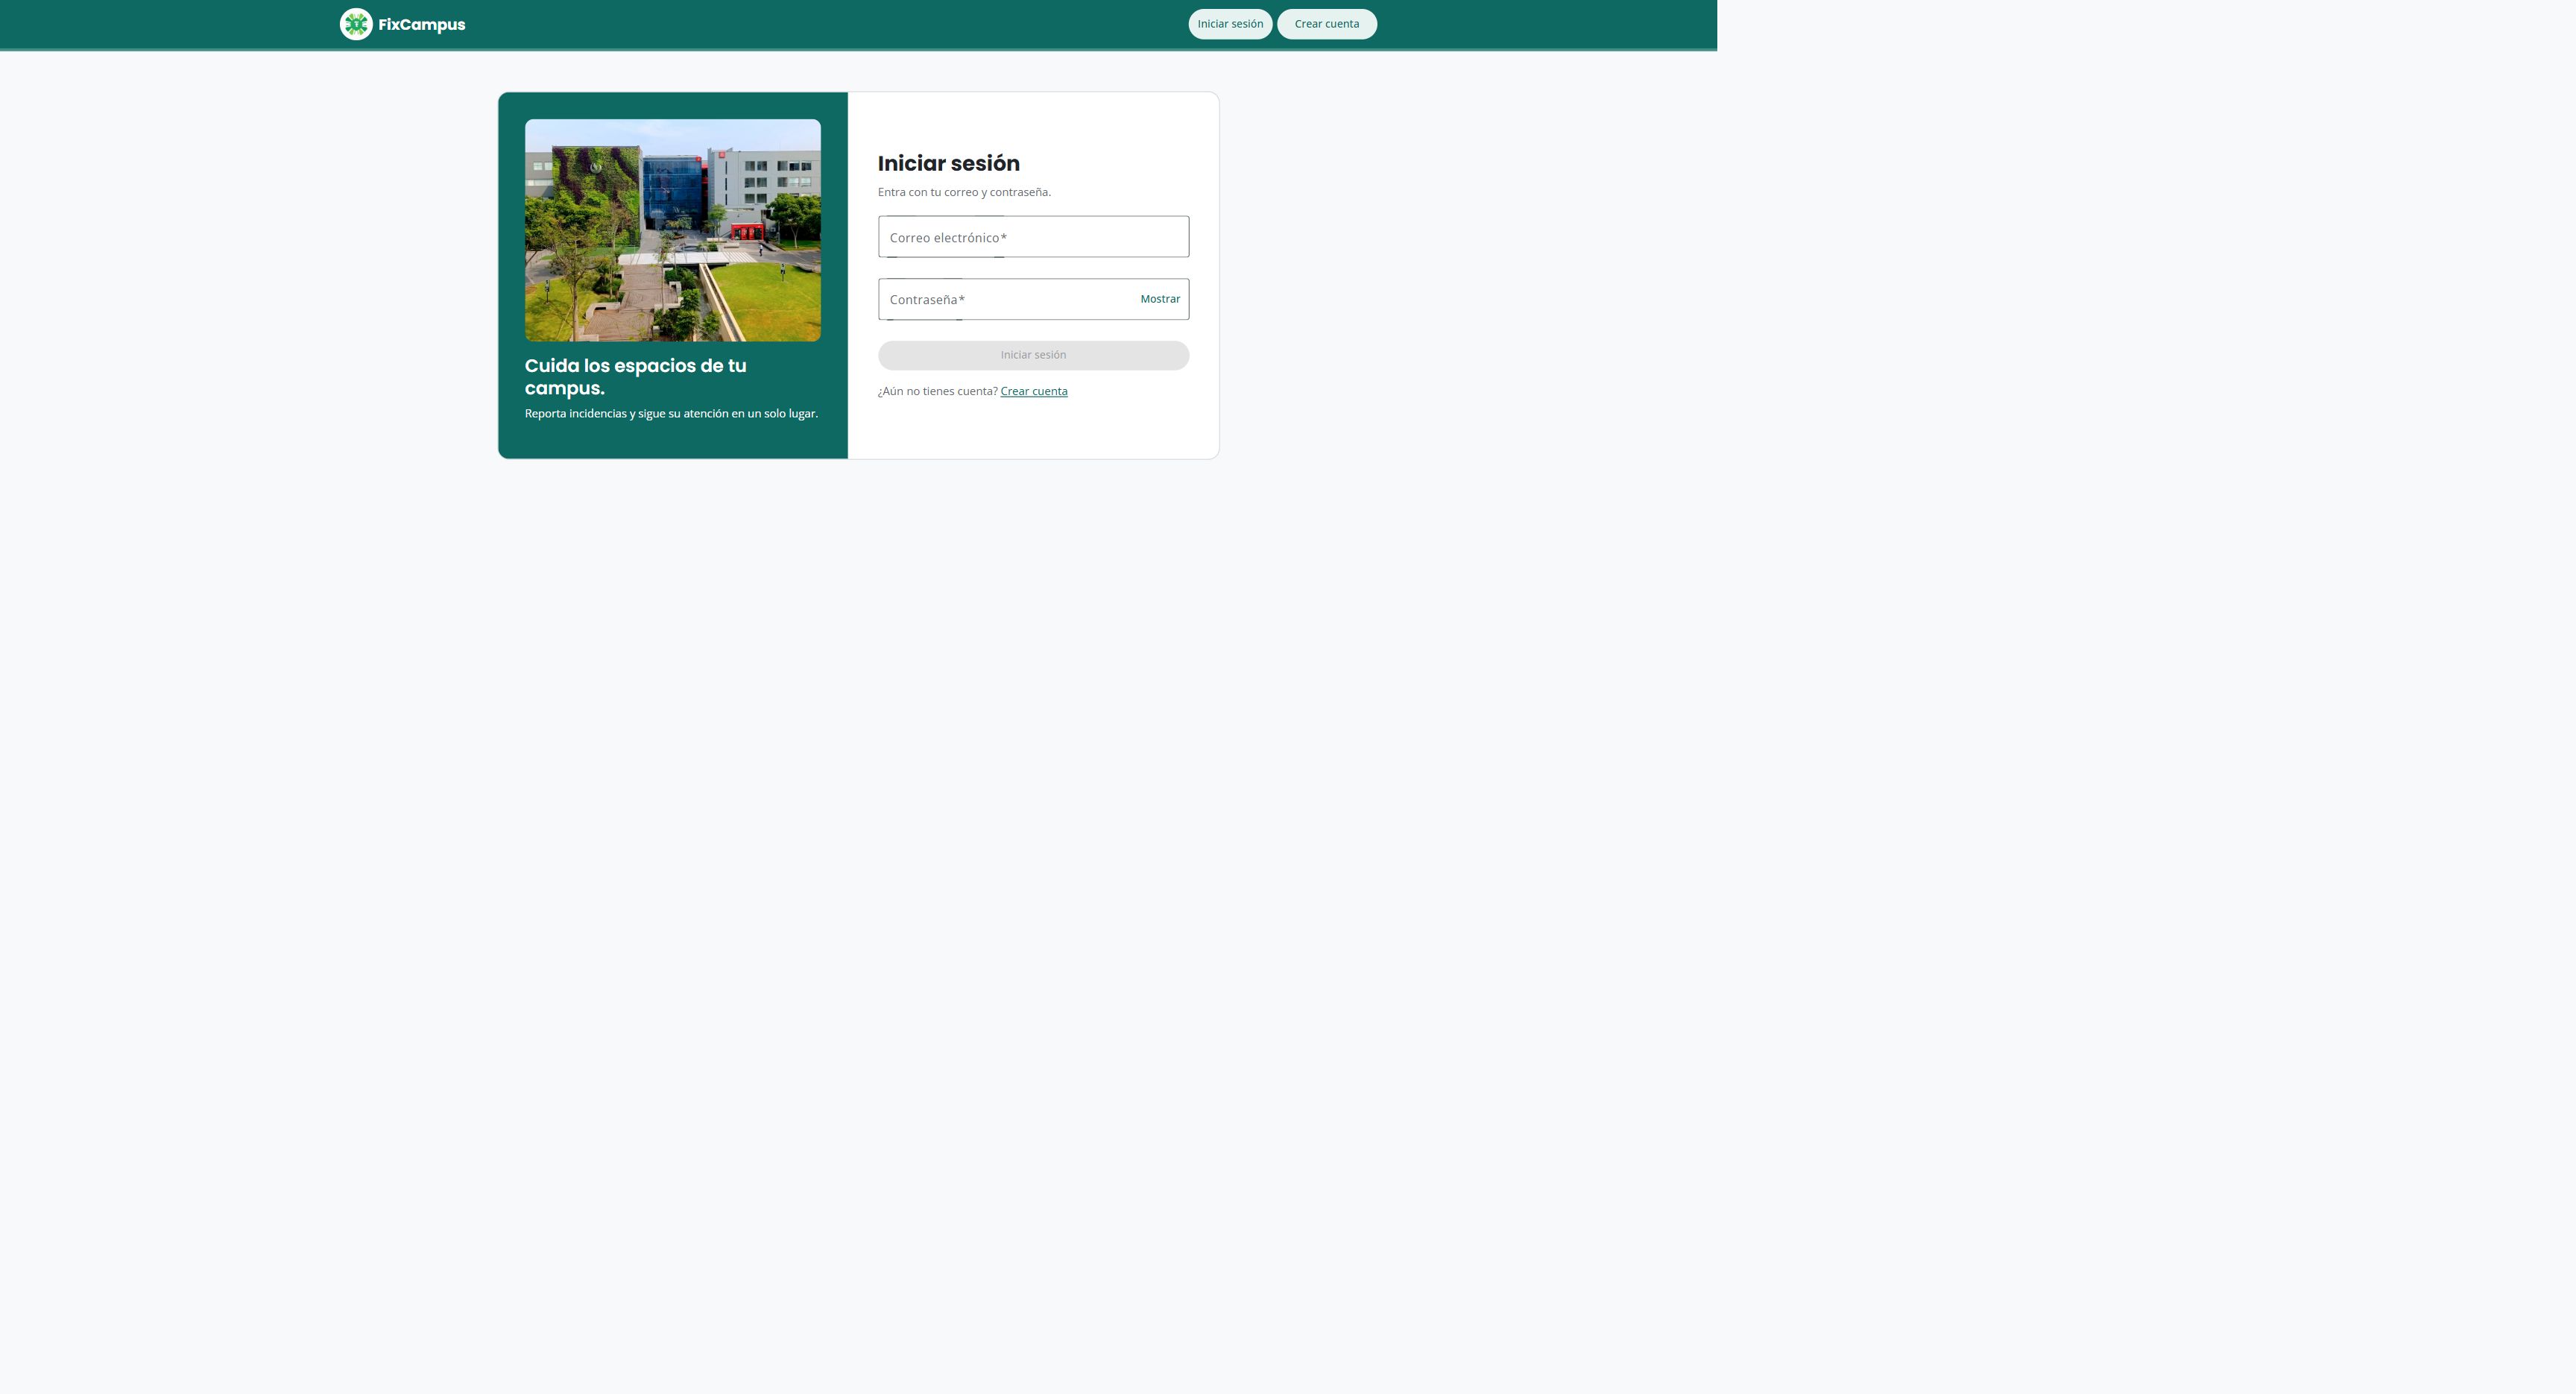 FixCampus
Iniciar sesión
Crear cuenta
Cuida los espacios de tu
campus.
Reporta incidencias y sigue su atención en un solo lugar.
Iniciar sesión
Entra con tu correo y contraseña.
Correo electrónico*
Contraseña*
Mostrar
Iniciar sesión
¿Aún no tienes cuenta? Crear cuenta